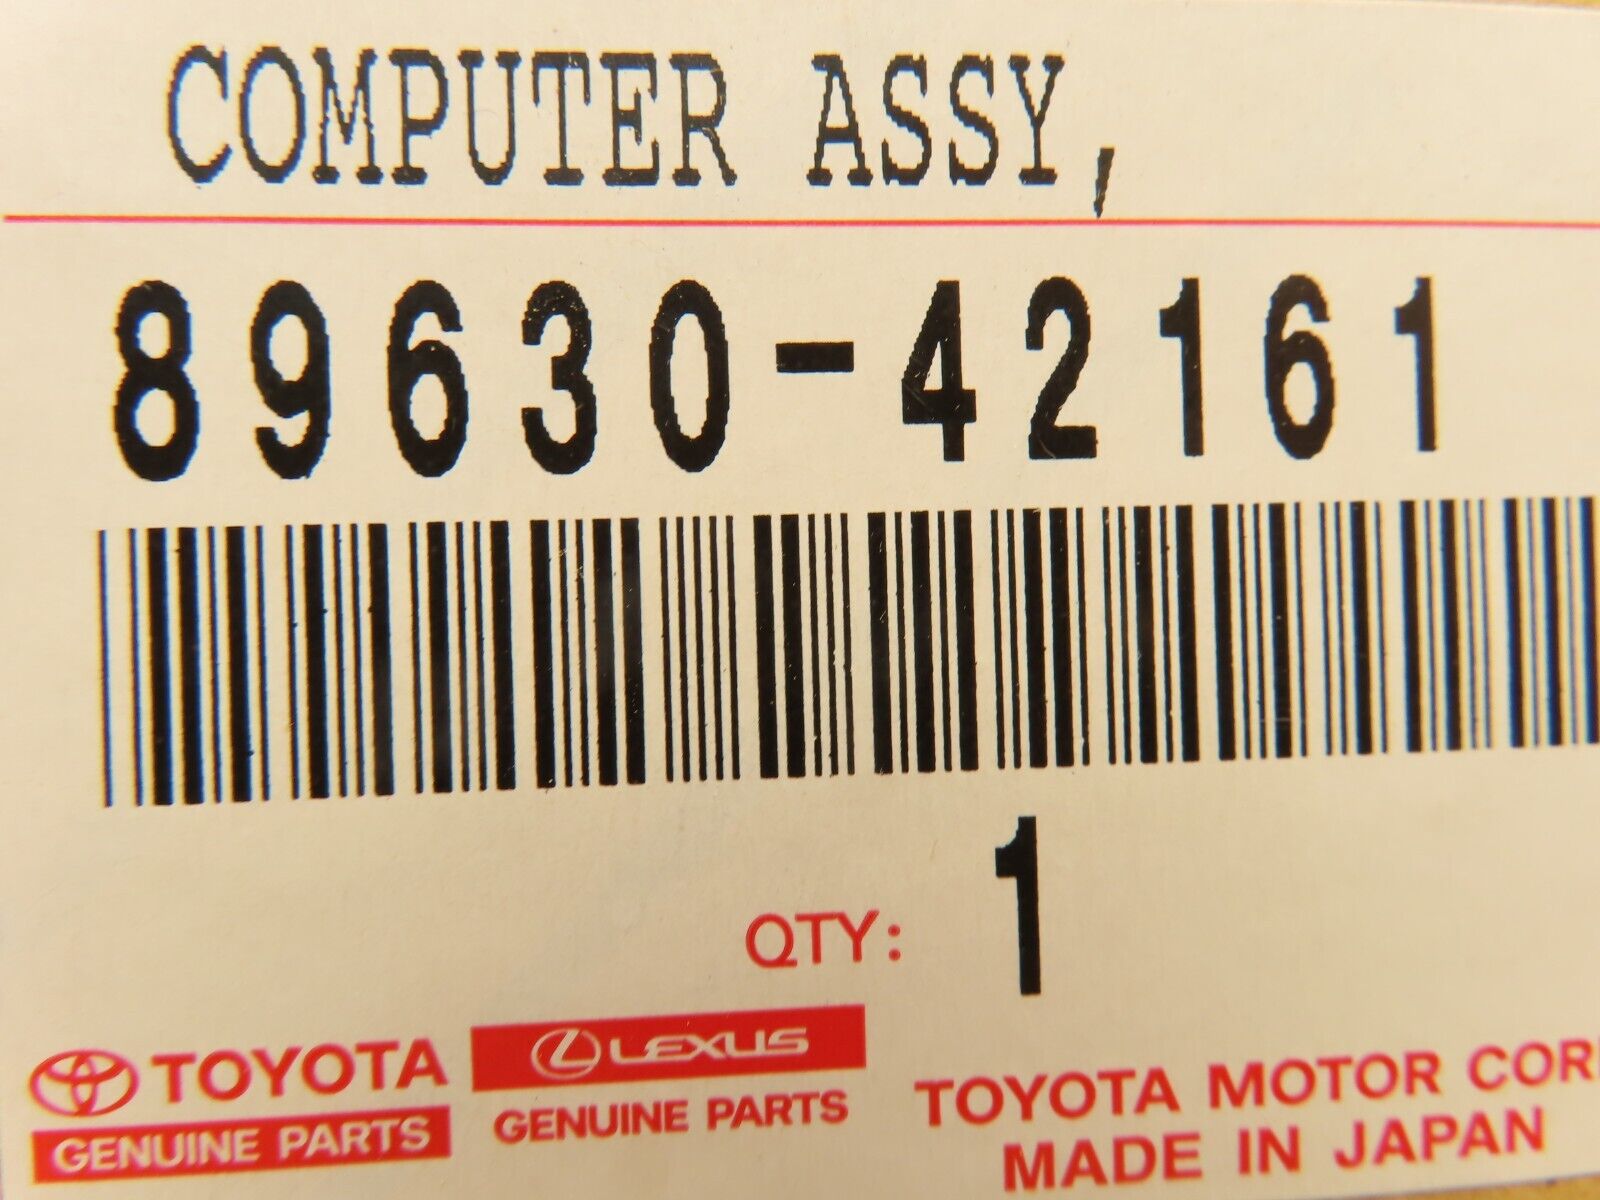 COMPUTER ASSY,
89630-42161
QTY: 1
TOYOTA
GENUINE PARTS
LEXUS
GENUINE PARTS
TOYOTA MOTOR COR
MADE IN JAPAN